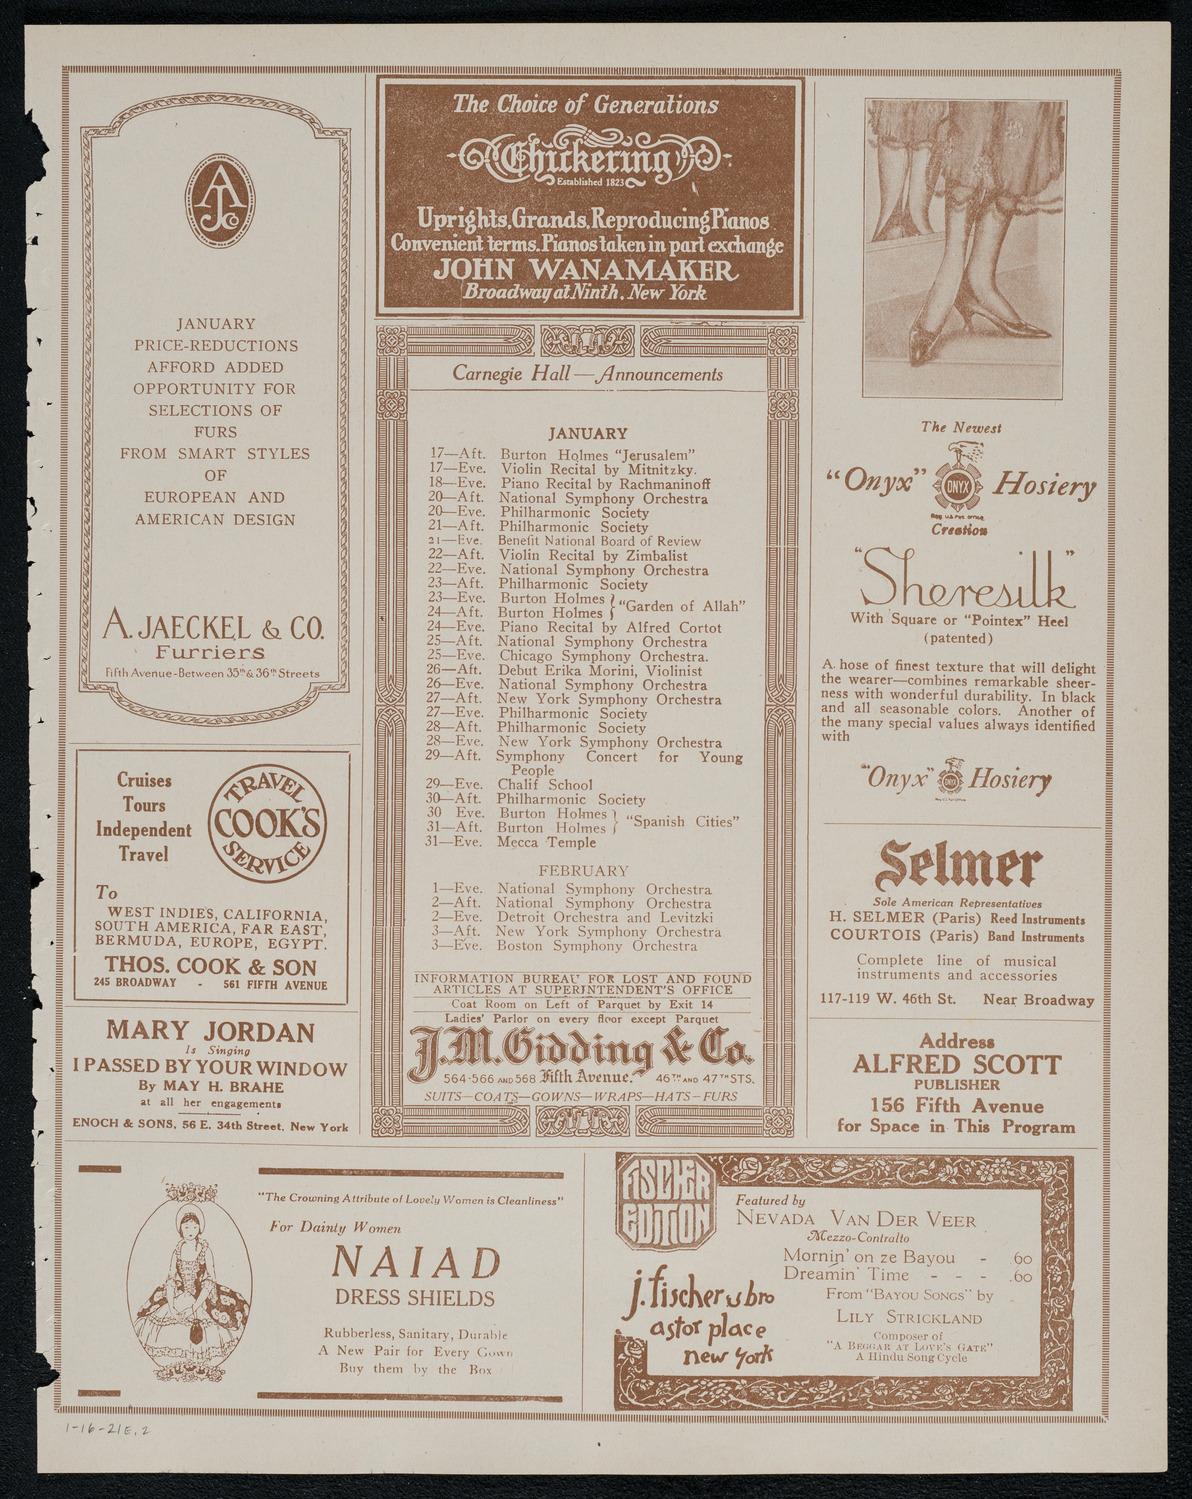 AJCo
JANUARY
PRICE-REDUCTIONS
AFFORD ADDED
OPPORTUNITY FOR
SELECTIONS OF
FURS
FROM SMART STYLES
OF
EUROPEAN AND
AMERICAN DESIGN
A. JAECKEL & CO.
Furriers
Fifth Avenue-Between 35th & 36th Streets
Cruises
Tours
Independent
Travel
TRAVEL
COOK'S
SERVICE
To
WEST INDIES, CALIFORNIA,
SOUTH AMERICA, FAR EAST,
BERMUDA, EUROPE, EGYPT.
THOS. COOK & SON
245 BROADWAY - 561 FIFTH AVENUE
MARY JORDAN
Is Singing
I PASSED BY YOUR WINDOW
By MAY H. BRAHE
at all her engagements
ENOCH & SONS, 56 E. 34th Street, New York
The Choice of Generations
Chickering
Established 1823
Uprights, Grands, Reproducing Pianos
Convenient terms. Pianos taken in part exchange
JOHN WANAMAKER
Broadway at Ninth, New York
Carnegie Hall — Announcements
JANUARY
17—Aft. Burton Holmes "Jerusalem"
17—Eve. Violin Recital by Mitnitzky.
18—Eve. Piano Recital by Rachmaninoff
20—Aft. National Symphony Orchestra
20—Eve. Philharmonic Society
21—Aft. Philharmonic Society
21—Eve. Benefit National Board of Review
22—Aft. Violin Recital by Zimbalist
22—Eve. National Symphony Orchestra
23—Aft. Philharmonic Society
23—Eve. Burton Holmes } "Garden of Allah"
24—Aft. Burton Holmes
24—Eve. Piano Recital by Alfred Cortot
25—Aft. National Symphony Orchestra
25—Eve. Chicago Symphony Orchestra.
26—Aft. Debut Erika Morini, Violinist
26—Eve. National Symphony Orchestra
27—Aft. New York Symphony Orchestra
27—Eve. Philharmonic Society
28—Aft. Philharmonic Society
28—Eve. New York Symphony Orchestra
29—Aft. Symphony Concert for Young
People
29—Eve. Chalif School
30—Aft. Philharmonic Society
30 Eve. Burton Holmes } "Spanish Cities"
31—Aft. Burton Holmes
31—Eve. Mecca Temple
FEBRUARY
1—Eve. National Symphony Orchestra
2—Aft. National Symphony Orchestra
2—Eve. Detroit Orchestra and Levitzki
3—Aft. New York Symphony Orchestra
3—Eve. Boston Symphony Orchestra
INFORMATION BUREAU FOR LOST AND FOUND
ARTICLES AT SUPERINTENDENT'S OFFICE
Coat Room on Left of Parquet by Exit 14
Ladies' Parlor on every floor except Parquet
J.M. Gidding & Co.
564-566 AND 568 Fifth Avenue. 46TH AND 47TH STS.
SUITS—COATS—GOWNS—WRAPS—HATS—FURS
The Newest
"Onyx" ONYX Hosiery
Reg. U.S. Pat. Office
Creation
"Sheresilk"
With Square or "Pointex" Heel
(patented)
A hose of finest texture that will delight
the wearer—combines remarkable sheer-
ness with wonderful durability. In black
and all seasonable colors. Another of
the many special values always identified
with
"Onyx" Hosiery
Selmer
Sole American Representatives
H. SELMER (Paris) Reed Instruments
COURTOIS (Paris) Band Instruments
Complete line of musical
instruments and accessories
117-119 W. 46th St. Near Broadway
Address
ALFRED SCOTT
PUBLISHER
156 Fifth Avenue
for Space in This Program
"The Crowning Attribute of Lovely Women is Cleanliness"
For Dainty Women
NAIAD
DRESS SHIELDS
Rubberless, Sanitary, Durable
A New Pair for Every Gown
Buy them by the Box
FISCHER
EDITION
j. fischer & bro
astor place
new york
Featured by
NEVADA VAN DER VEER
Mezzo-Contralto
Mornin' on ze Bayou - 60
Dreamin' Time - - - .60
From "BAYOU SONGS" by
LILY STRICKLAND
Composer of
"A BEGGAR AT LOVE'S GATE"
A Hindu Song Cycle
1-16-21E, 2